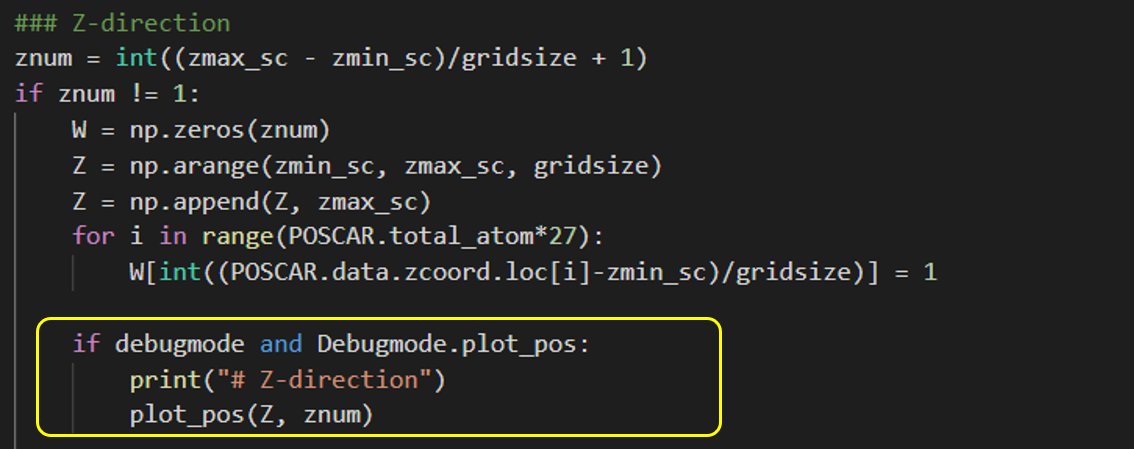 ### Z-direction
znum = int((zmax_sc - zmin_sc)/gridsize + 1)
if znum != 1:
    W = np.zeros(znum)
    Z = np.arange(zmin_sc, zmax_sc, gridsize)
    Z = np.append(Z, zmax_sc)
    for i in range(POSCAR.total_atom*27):
        W[int((POSCAR.data.zcoord.loc[i]-zmin_sc)/gridsize)] = 1
    if debugmode and Debugmode.plot_pos:
        print("# Z-direction")
        plot_pos(Z, znum)